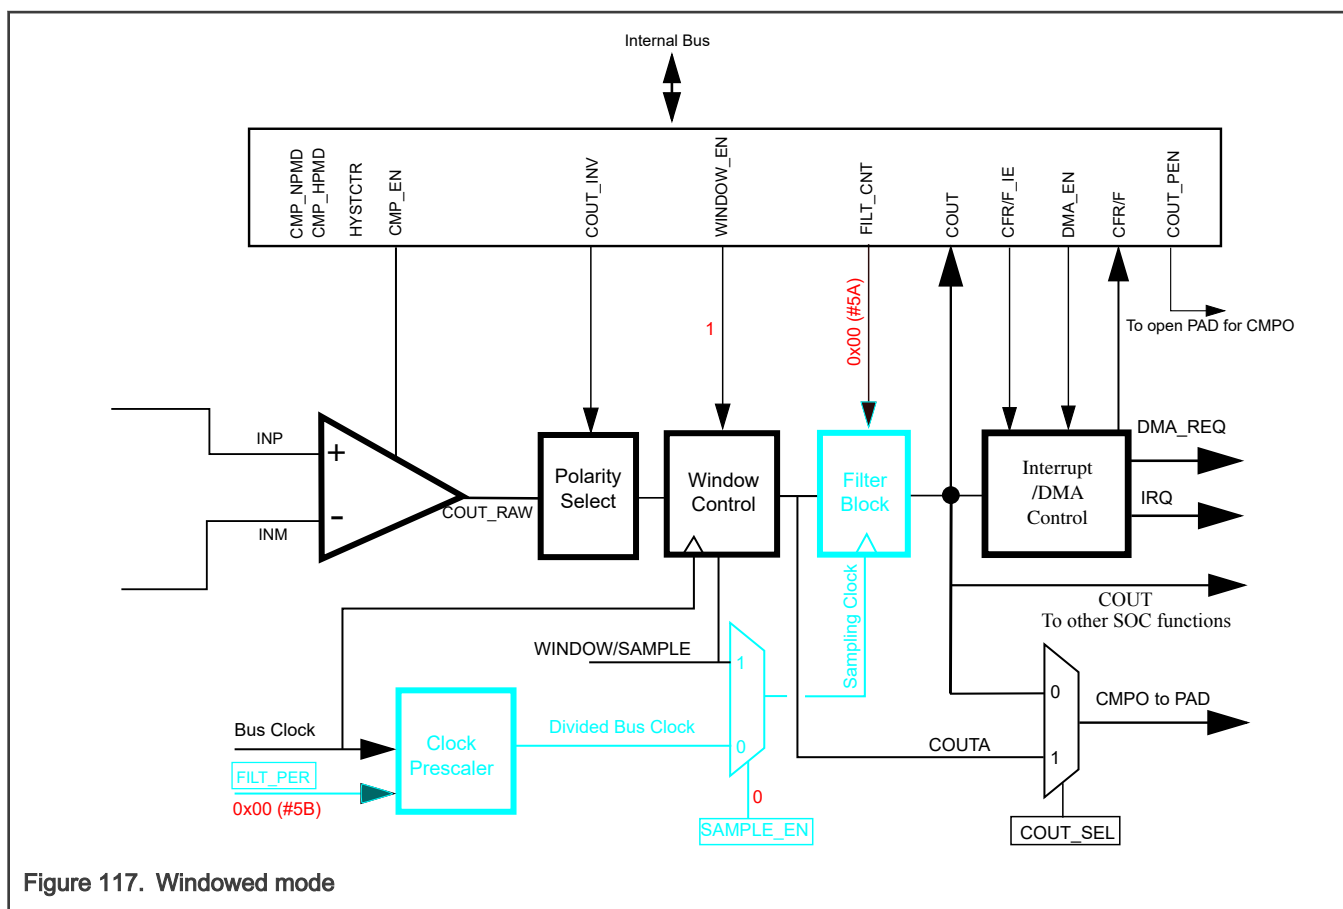 Internal Bus
CMP_NPMD
CMP_HPMD
HYSTCTR
CMP_EN
COUT_INV
WINDOW_EN
FILT_CNT
COUT
CFR/F_IE
DMA_EN
CFR/F
COUT_PEN
1
0x00 (#5A)
To open PAD for CMPO
INP
+
-
INM
COUT_RAW
Polarity
Select
Window
Control
Filter
Block
Interrupt
/DMA
Control
DMA_REQ
IRQ
COUT
To other SOC functions
WINDOW/SAMPLE
1
0
Sampling Clock
Bus Clock
FILT_PER
0x00 (#5B)
Clock
Prescaler
Divided Bus Clock
0
SAMPLE_EN
COUTA
0
1
CMPO to PAD
COUT_SEL
Figure 117. Windowed mode